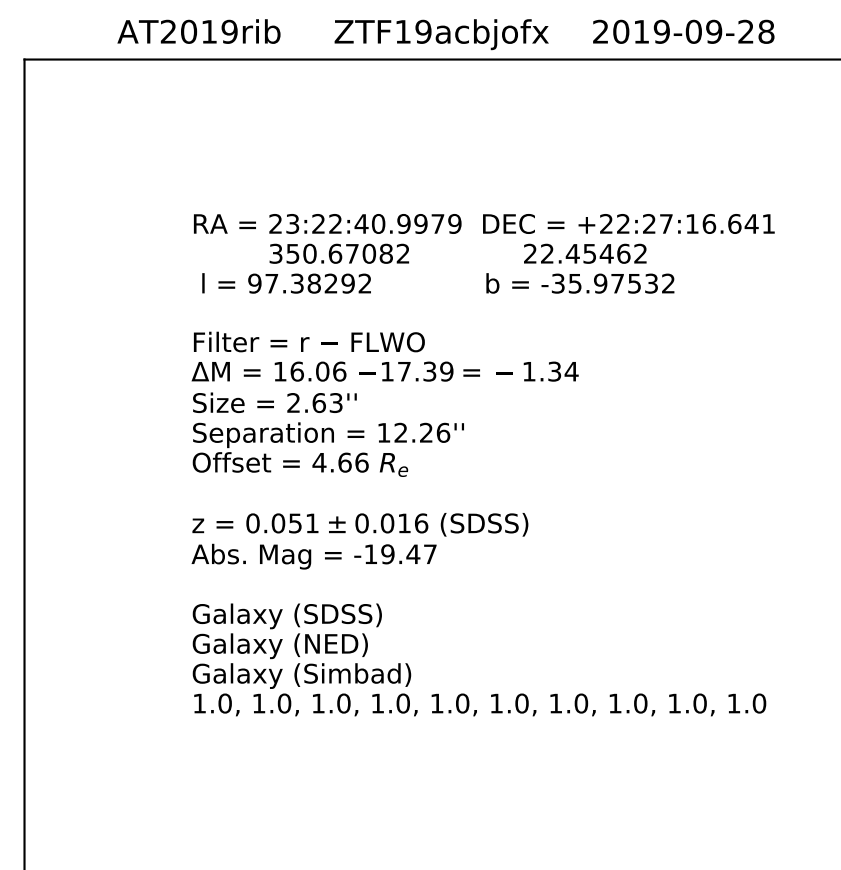 AT2019rib ZTF19acbjofx 2019-09-28
RA = 23:22:40.9979 DEC = +22:27:16.641
350.67082 22.45462
l = 97.38292 b = -35.97532
Filter = r − FLWO
ΔM = 16.06 −17.39 = − 1.34
Size = 2.63''
Separation = 12.26''
Offset = 4.66 Re
z = 0.051 ± 0.016 (SDSS)
Abs. Mag = -19.47
Galaxy (SDSS)
Galaxy (NED)
Galaxy (Simbad)
1.0, 1.0, 1.0, 1.0, 1.0, 1.0, 1.0, 1.0, 1.0, 1.0